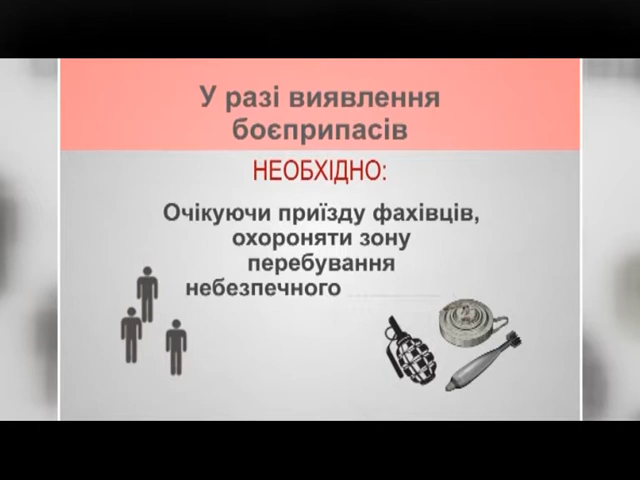 У разі виявлення
боєприпасів
НЕОБХІДНО:
Очікуючи приїзду фахівців,
охороняти зону
перебування
небезпечного